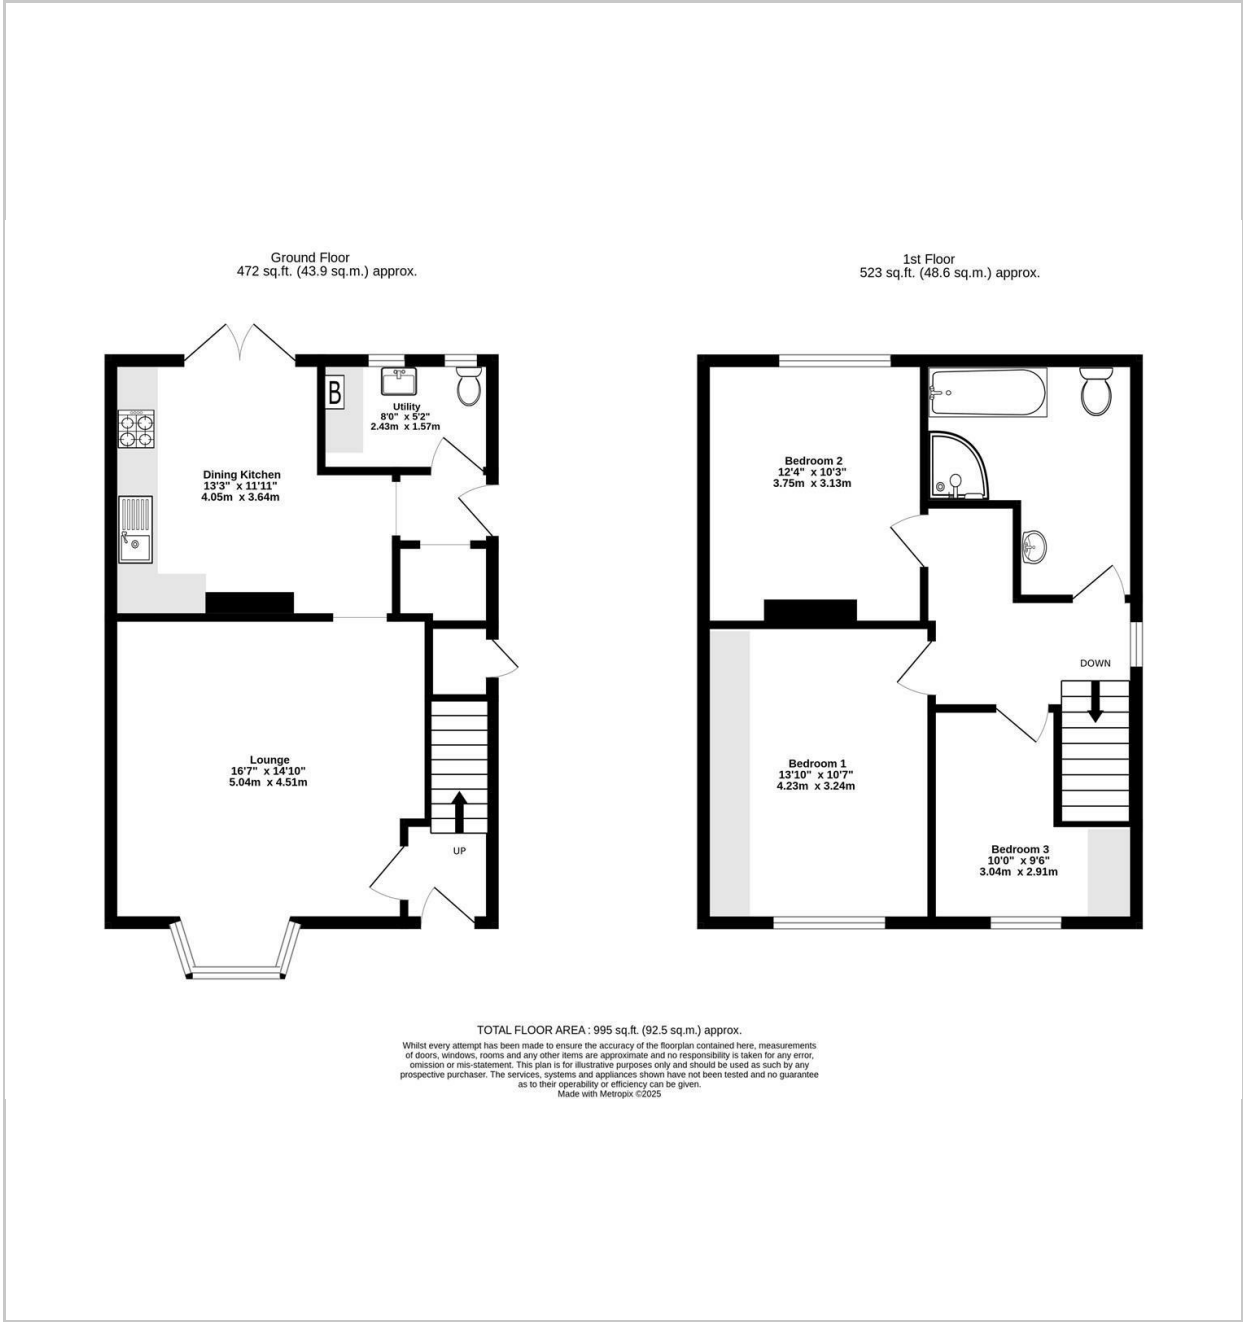 Ground Floor
472 sq.ft. (43.9 sq.m.) approx.
B
Utility
8'0" x 5'2"
2.43m x 1.57m
Dining Kitchen
13'3" x 11'11"
4.05m x 3.64m
Lounge
16'7" x 14'10"
5.04m x 4.51m
UP
1st Floor
523 sq.ft. (48.6 sq.m.) approx.
Bedroom 2
12'4" x 10'3"
3.75m x 3.13m
DOWN
Bedroom 1
13'10" x 10'7"
4.23m x 3.24m
Bedroom 3
10'0" x 9'6"
3.04m x 2.91m
TOTAL FLOOR AREA : 995 sq.ft. (92.5 sq.m.) approx.
Whilst every attempt has been made to ensure the accuracy of the floorplan contained here, measurements
of doors, windows, rooms and any other items are approximate and no responsibility is taken for any error,
omission or mis-statement. This plan is for illustrative purposes only and should be used as such by any
prospective purchaser. The services, systems and appliances shown have not been tested and no guarantee
as to their operability or efficiency can be given.
Made with Metropix ©2025